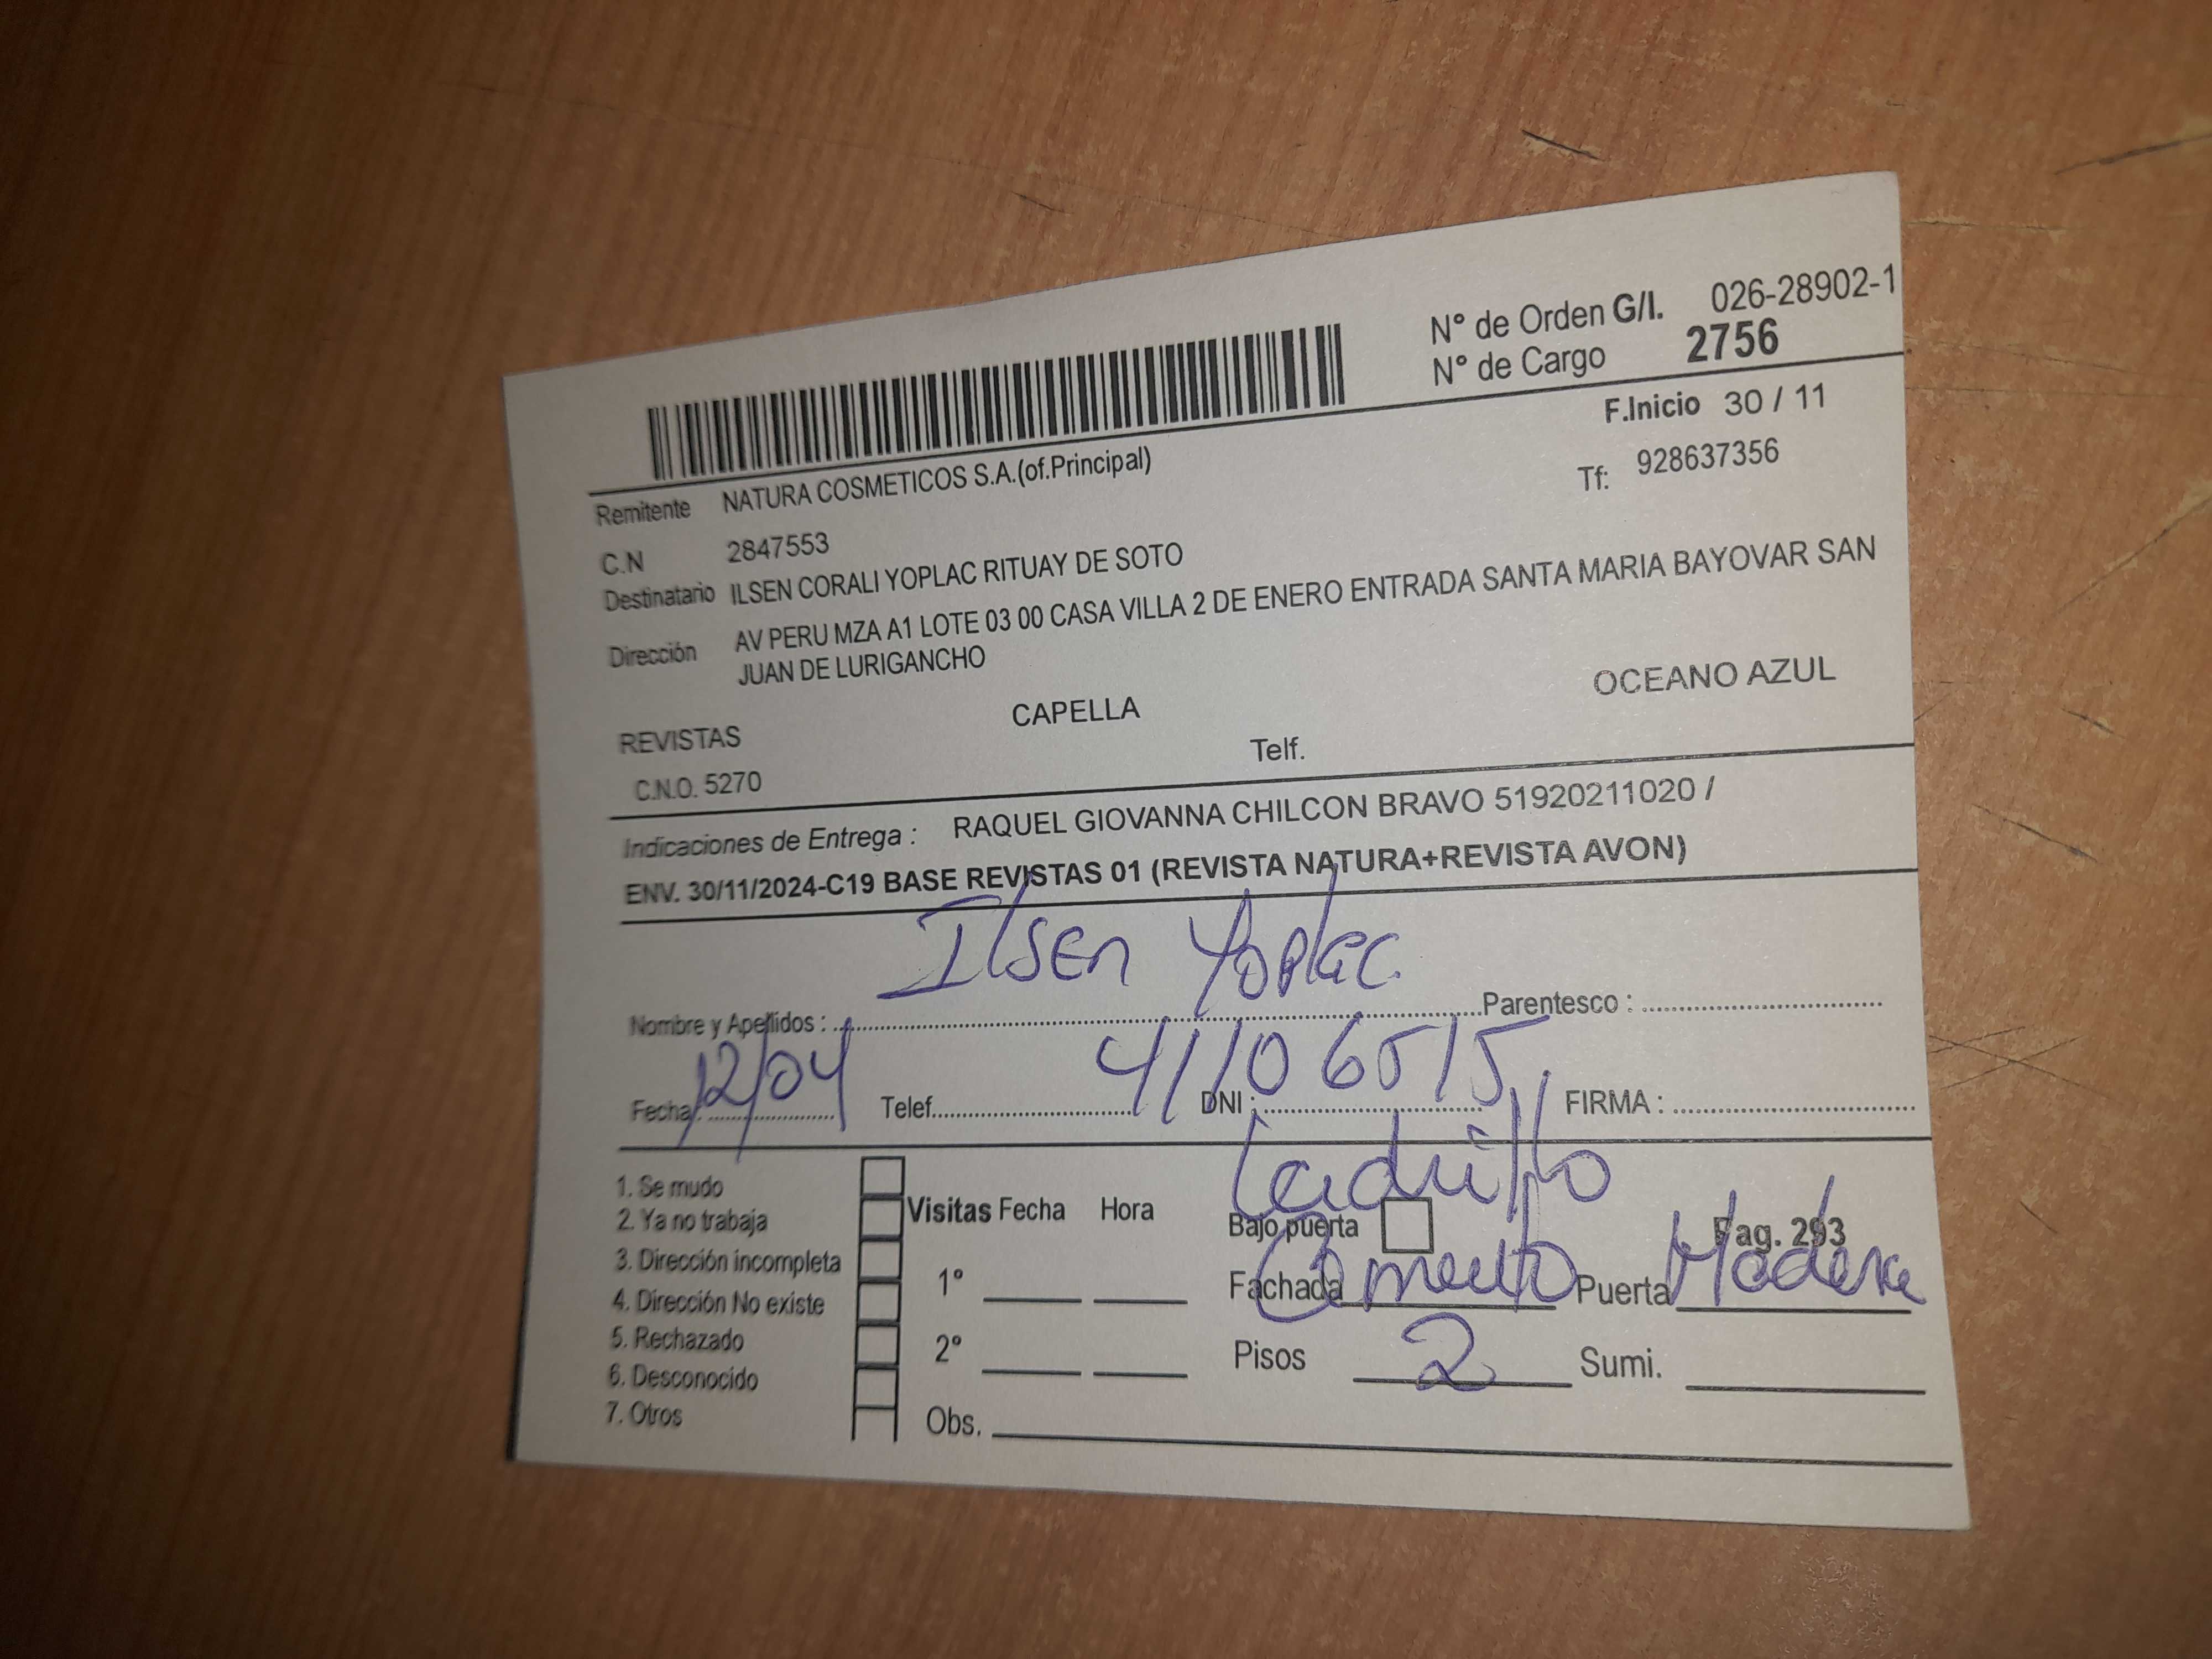 N° de Orden G/I. 026-28902-1
N° de Cargo 2756
F.Inicio 30 / 11
Remitente NATURA COSMETICOS S.A.(of.Principal)
Tf: 928637356
C.N 2847553
Destinatario ILSEN CORALI YOPLAC RITUAY DE SOTO
Dirección AV PERU MZA A1 LOTE 03 00 CASA VILLA 2 DE ENERO ENTRADA SANTA MARIA BAYOVAR SAN
JUAN DE LURIGANCHO
REVISTAS CAPELLA OCEANO AZUL
C.N.O. 5270 Telf.
Indicaciones de Entrega : RAQUEL GIOVANNA CHILCON BRAVO 51920211020 /
ENV. 30/11/2024-C19 BASE REVISTAS 01 (REVISTA NATURA+REVISTA AVON)
Nombre y Apellidos : Ilsen Yoplac. Parentesco :
Fecha: 12/04 Telef. DNI : 41106515 FIRMA :
Ladrillo
1. Se mudo
2. Ya no trabaja
3. Dirección incompleta
4. Dirección No existe
5. Rechazado
6. Desconocido
7. Otros
Visitas Fecha Hora
1°
2°
Obs.
Bajo puerta Pag. 293
Fachada Cemento Puerta Madera
Pisos 2 Sumi.